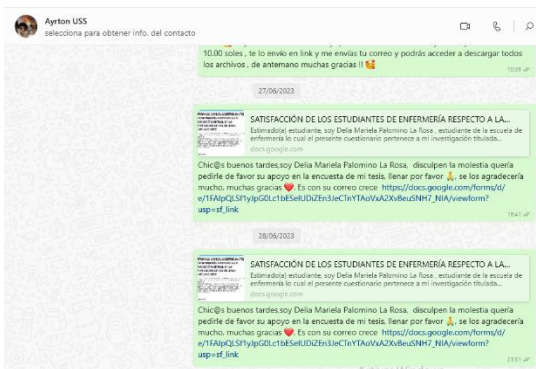 Ayrton USS
selecciona para obtener info. del contacto
10.00 soles , te lo envío en link y me envías tu correo y podrás acceder a descargar todos
los archivos , de antemano muchas gracias !!
10:36
27/06/2023
SATISFACCIÓN DE LOS ESTUDIANTES DE ENFERMERÍA RESPECTO A LA...
Estimado(a) estudiante, soy Delia Mariela Palomino La Rosa , estudiante de la escuela de
enfermería lo cual el presente cuestionario pertenece a mi investigación titulada...
docs.google.com
Chic@s buenos tardes,soy Delia Mariela Palomino La Rosa, disculpen la molestia quería
pedirle de favor su apoyo en la encuesta de mi tesis, llenar por favor 🙏, se los agradecería
mucho, muchas gracias ❤️. Es con su correo crece https://docs.google.com/forms/d/
e/1FAIpQLSf1yJpG0Lc1bESelUDiZEn3JeCTnYTAoVxA2XvBeuSNH7_NIA/viewform?
usp=sf_link
18:41
28/06/2023
SATISFACCIÓN DE LOS ESTUDIANTES DE ENFERMERÍA RESPECTO A LA...
Estimado(a) estudiante, soy Delia Mariela Palomino La Rosa , estudiante de la escuela de
enfermería lo cual el presente cuestionario pertenece a mi investigación titulada...
docs.google.com
Chic@s buenos tardes,soy Delia Mariela Palomino La Rosa, disculpen la molestia quería
pedirle de favor su apoyo en la encuesta de mi tesis, llenar por favor 🙏, se los agradecería
mucho, muchas gracias ❤️. Es con su correo crece https://docs.google.com/forms/d/
e/1FAIpQLSf1yJpG0Lc1bESelUDiZEn3JeCTnYTAoVxA2XvBeuSNH7_NIA/viewform?
usp=sf_link
21:51